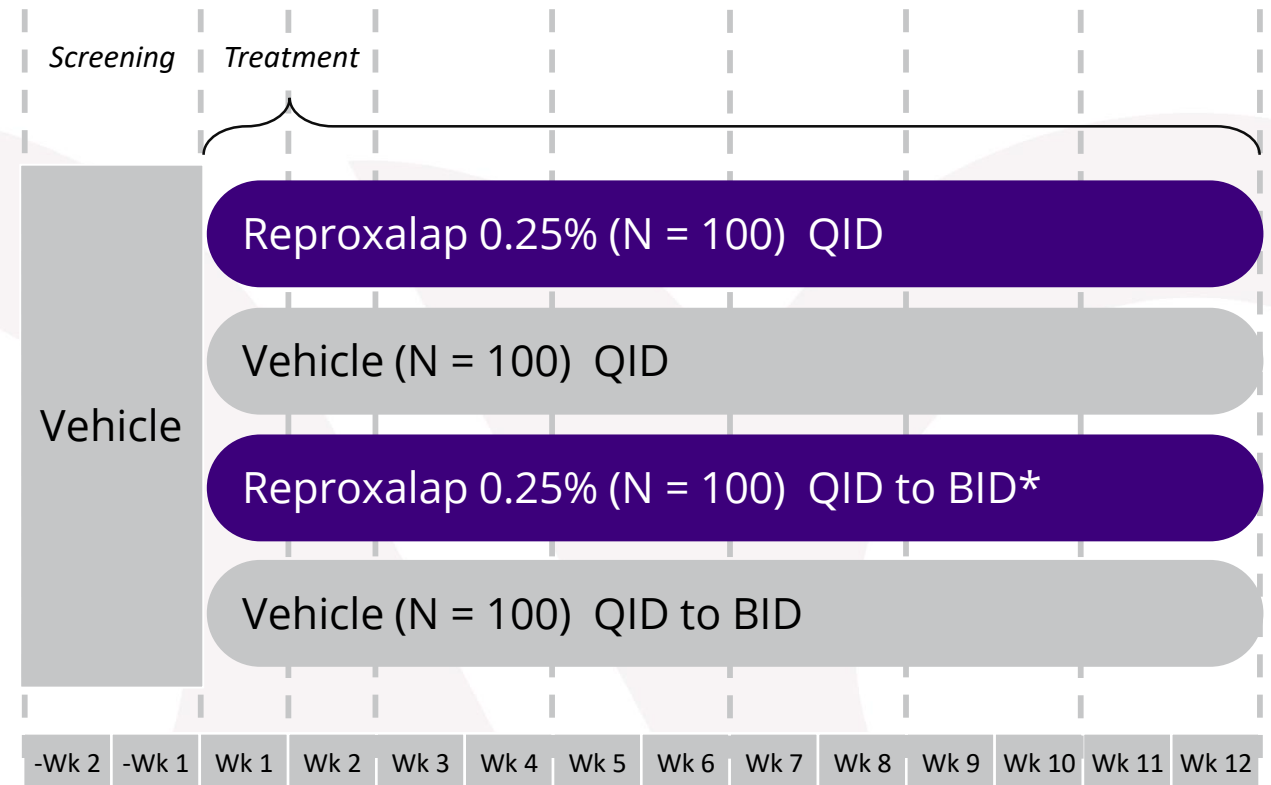 Screening Treatment
Reproxalap 0.25% (N = 100) QID
Vehicle (N = 100) QID
Vehicle
Reproxalap 0.25% (N = 100) QID to BID*
Vehicle (N = 100) QID to BID
-Wk 2 -Wk 1 Wk 1 Wk 2 Wk 3 Wk 4 Wk 5 Wk 6 Wk 7 Wk 8 Wk 9 Wk 10 Wk 11 Wk 12